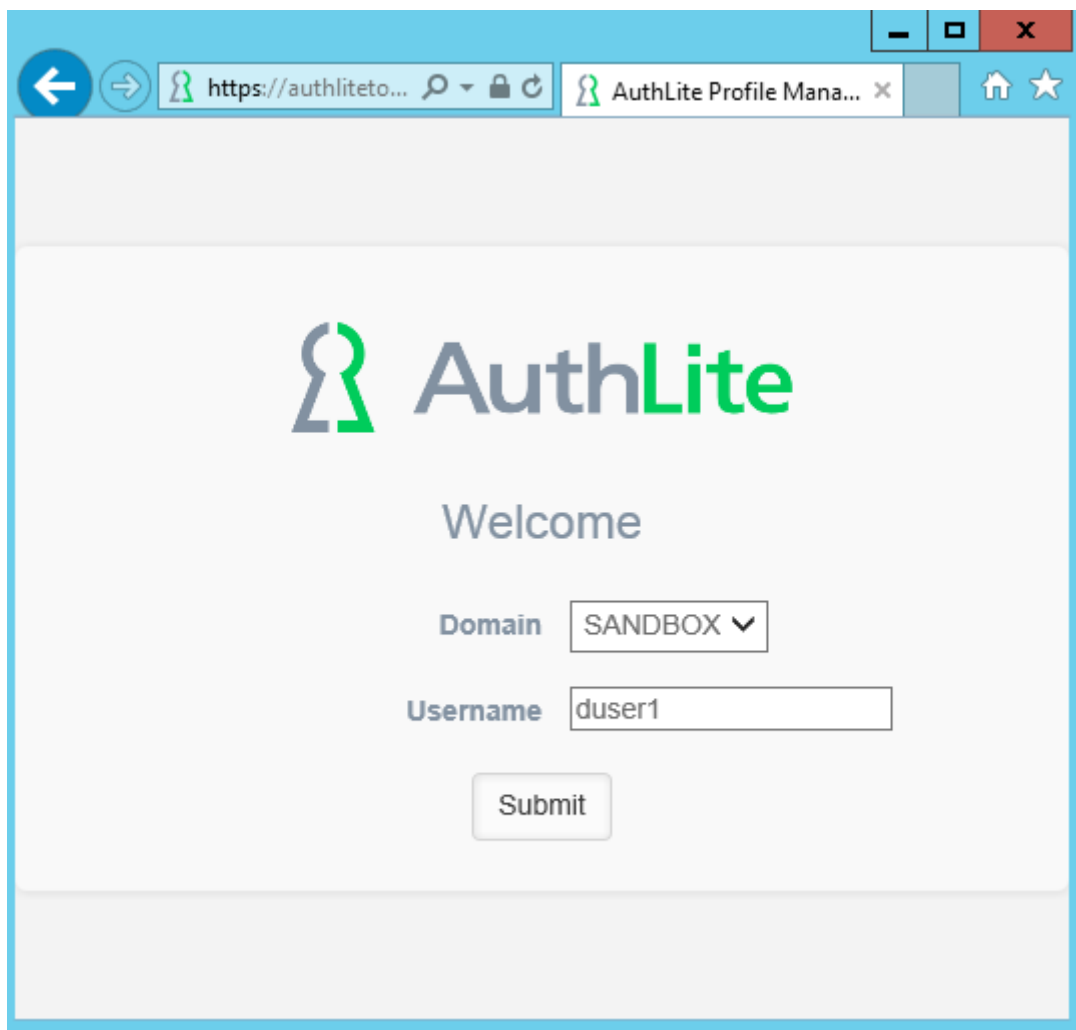 https://authliteto...
AuthLite Profile Mana...
AuthLite
Welcome
Domain SANDBOX
Username duser1
Submit